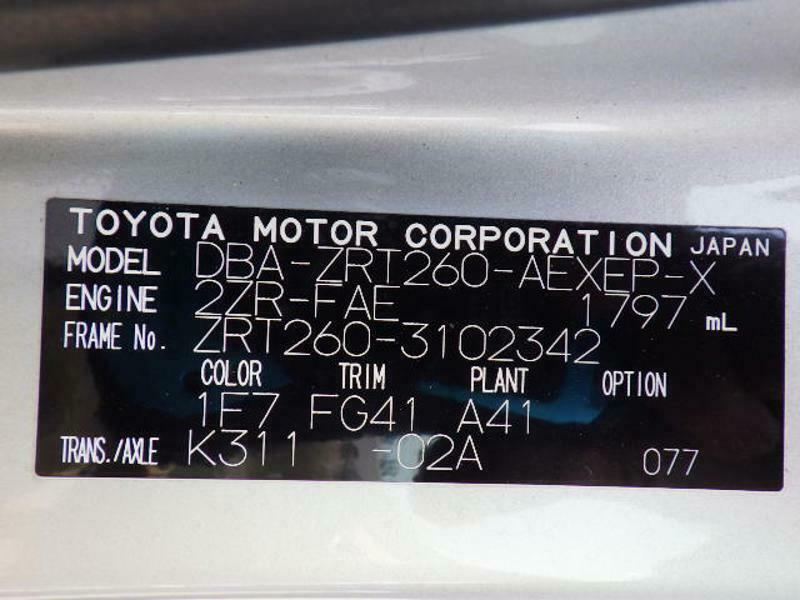 TOYOTA MOTOR CORPORATION JAPAN
MODEL DBA-ZRT260-AEXEP-X
ENGINE 2ZR-FAE 1797 mL
FRAME No. ZRT260-3102342
COLOR TRIM PLANT OPTION
1E7 FG41 A41
TRANS./AXLE K311 -02A 077